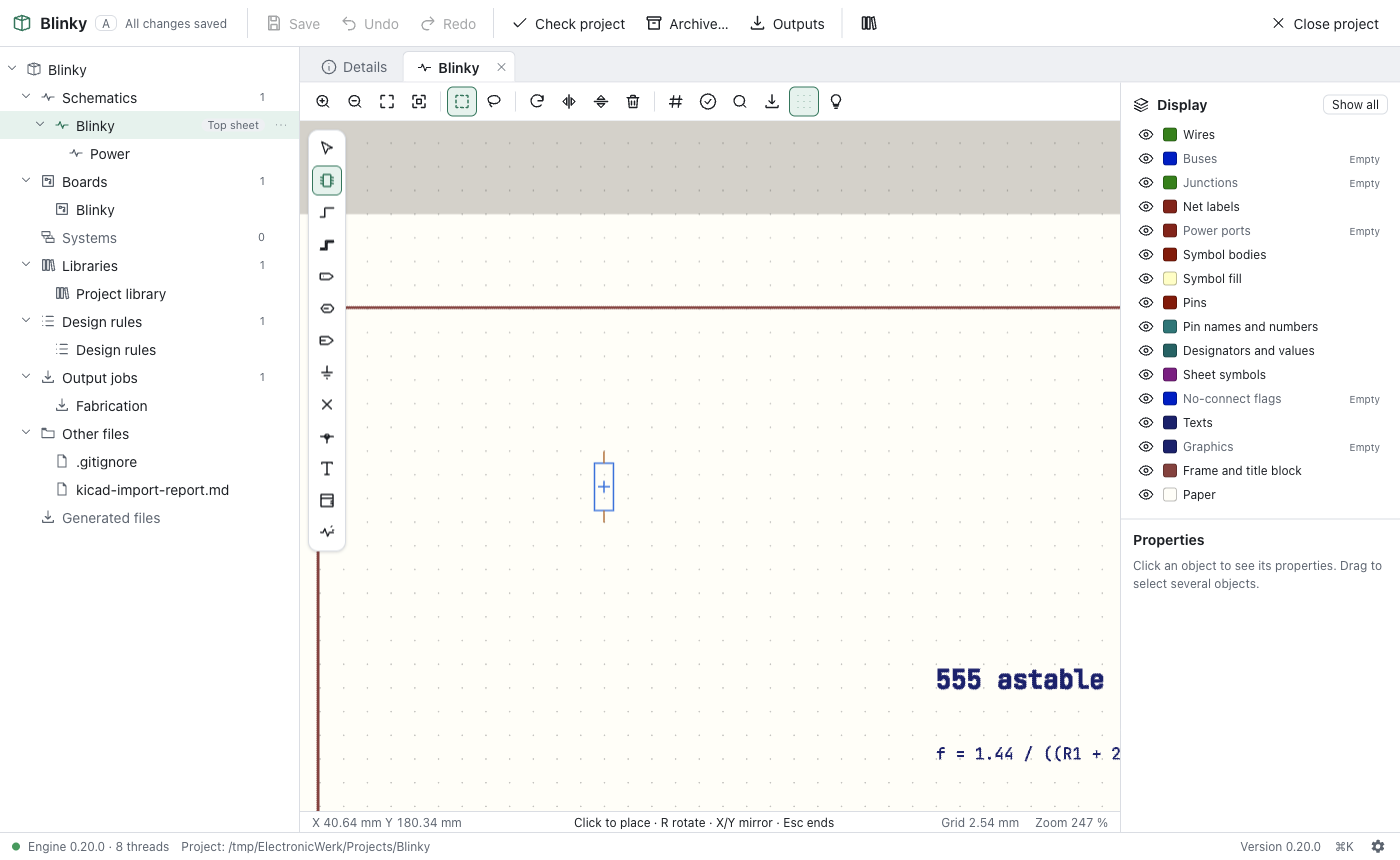 Blinky A All changes saved Save Undo Redo Check project Archive... Outputs Close project
Blinky
Schematics 1
Blinky Top sheet ...
Power
Boards 1
Blinky
Systems 0
Libraries 1
Project library
Design rules 1
Design rules
Output jobs 1
Fabrication
Other files
.gitignore
kicad-import-report.md
Generated files
Details Blinky
555 astable
f = 1.44 / ((R1 + 2
X 40.64 mm Y 180.34 mm Click to place · R rotate · X/Y mirror · Esc ends Grid 2.54 mm Zoom 247 %
Display Show all
Wires
Buses Empty
Junctions Empty
Net labels
Power ports Empty
Symbol bodies
Symbol fill
Pins
Pin names and numbers
Designators and values
Sheet symbols
No-connect flags Empty
Texts
Graphics Empty
Frame and title block
Paper
Properties
Click an object to see its properties. Drag to
select several objects.
Engine 0.20.0 · 8 threads Project: /tmp/ElectronicWerk/Projects/Blinky Version 0.20.0 ⌘K